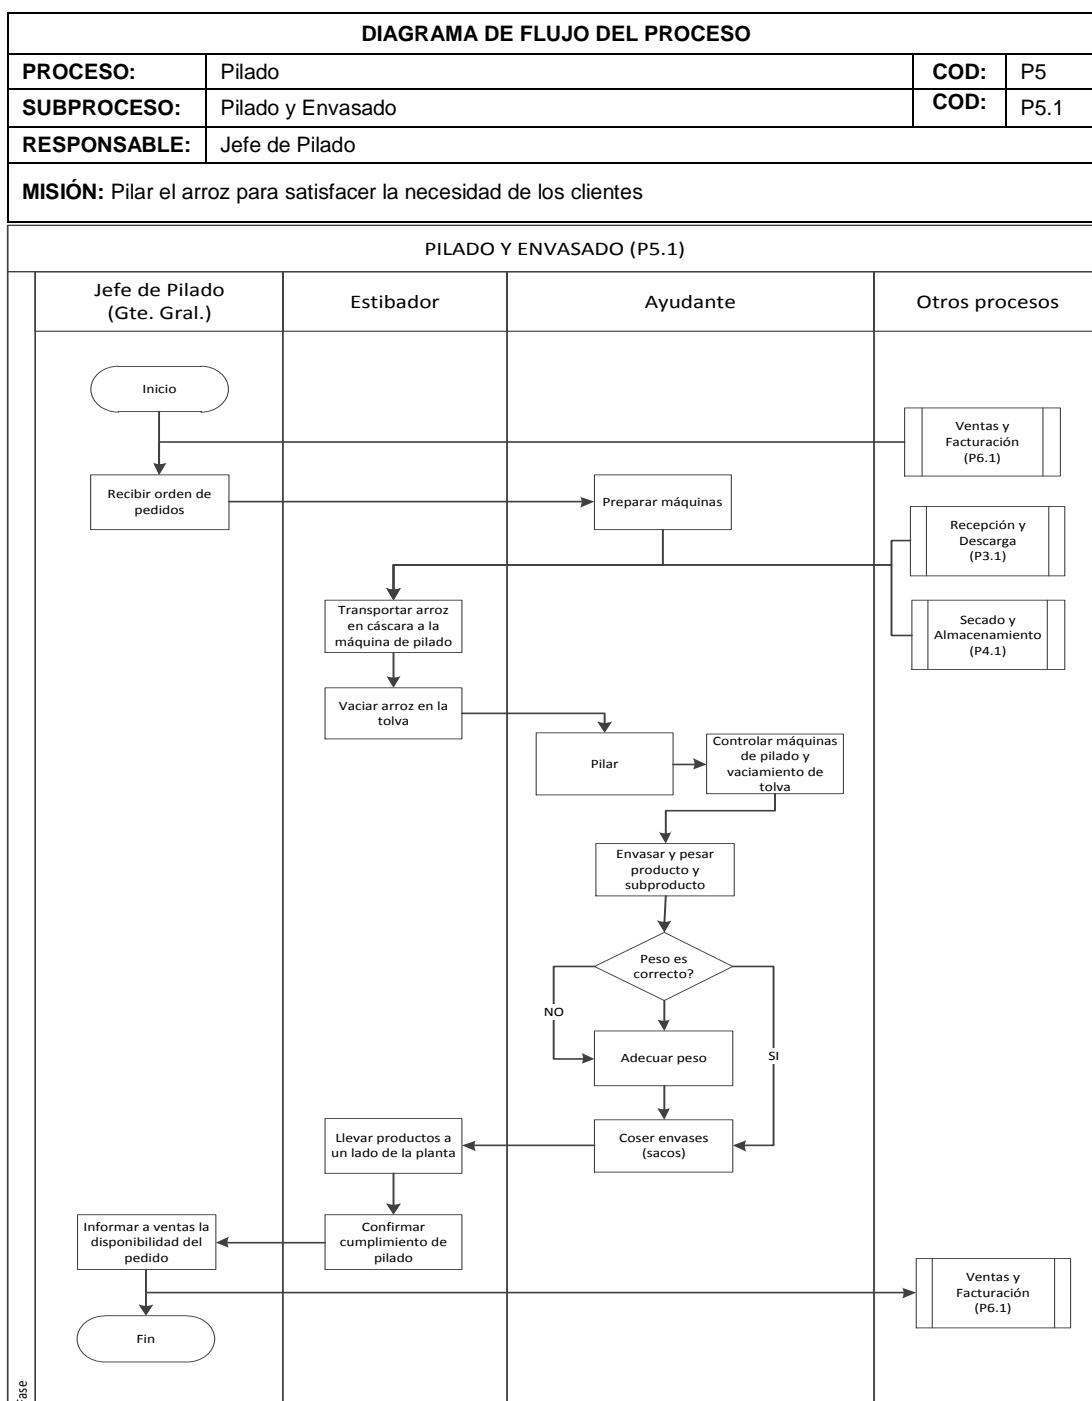 DIAGRAMA DE FLUJO DEL PROCESO
PROCESO: Pilado COD: P5
SUBPROCESO: Pilado y Envasado COD: P5.1
RESPONSABLE: Jefe de Pilado
MISIÓN: Pilar el arroz para satisfacer la necesidad de los clientes
PILADO Y ENVASADO (P5.1)
Jefe de Pilado
(Gte. Gral.)
Estibador
Ayudante
Otros procesos
Inicio
Ventas y
Facturación
(P6.1)
Recibir orden de
pedidos
Preparar máquinas
Recepción y
Descarga
(P3.1)
Transportar arroz
en cáscara a la
máquina de pilado
Secado y
Almacenamiento
(P4.1)
Vaciar arroz en la
tolva
Pilar
Controlar máquinas
de pilado y
vaciamiento de
tolva
Envasar y pesar
producto y
subproducto
Peso es
correcto?
NO
SI
Adecuar peso
Coser envases
(sacos)
Llevar productos a
un lado de la planta
Confirmar
cumplimiento de
pilado
Informar a ventas la
disponibilidad del
pedido
Ventas y
Facturación
(P6.1)
Fin